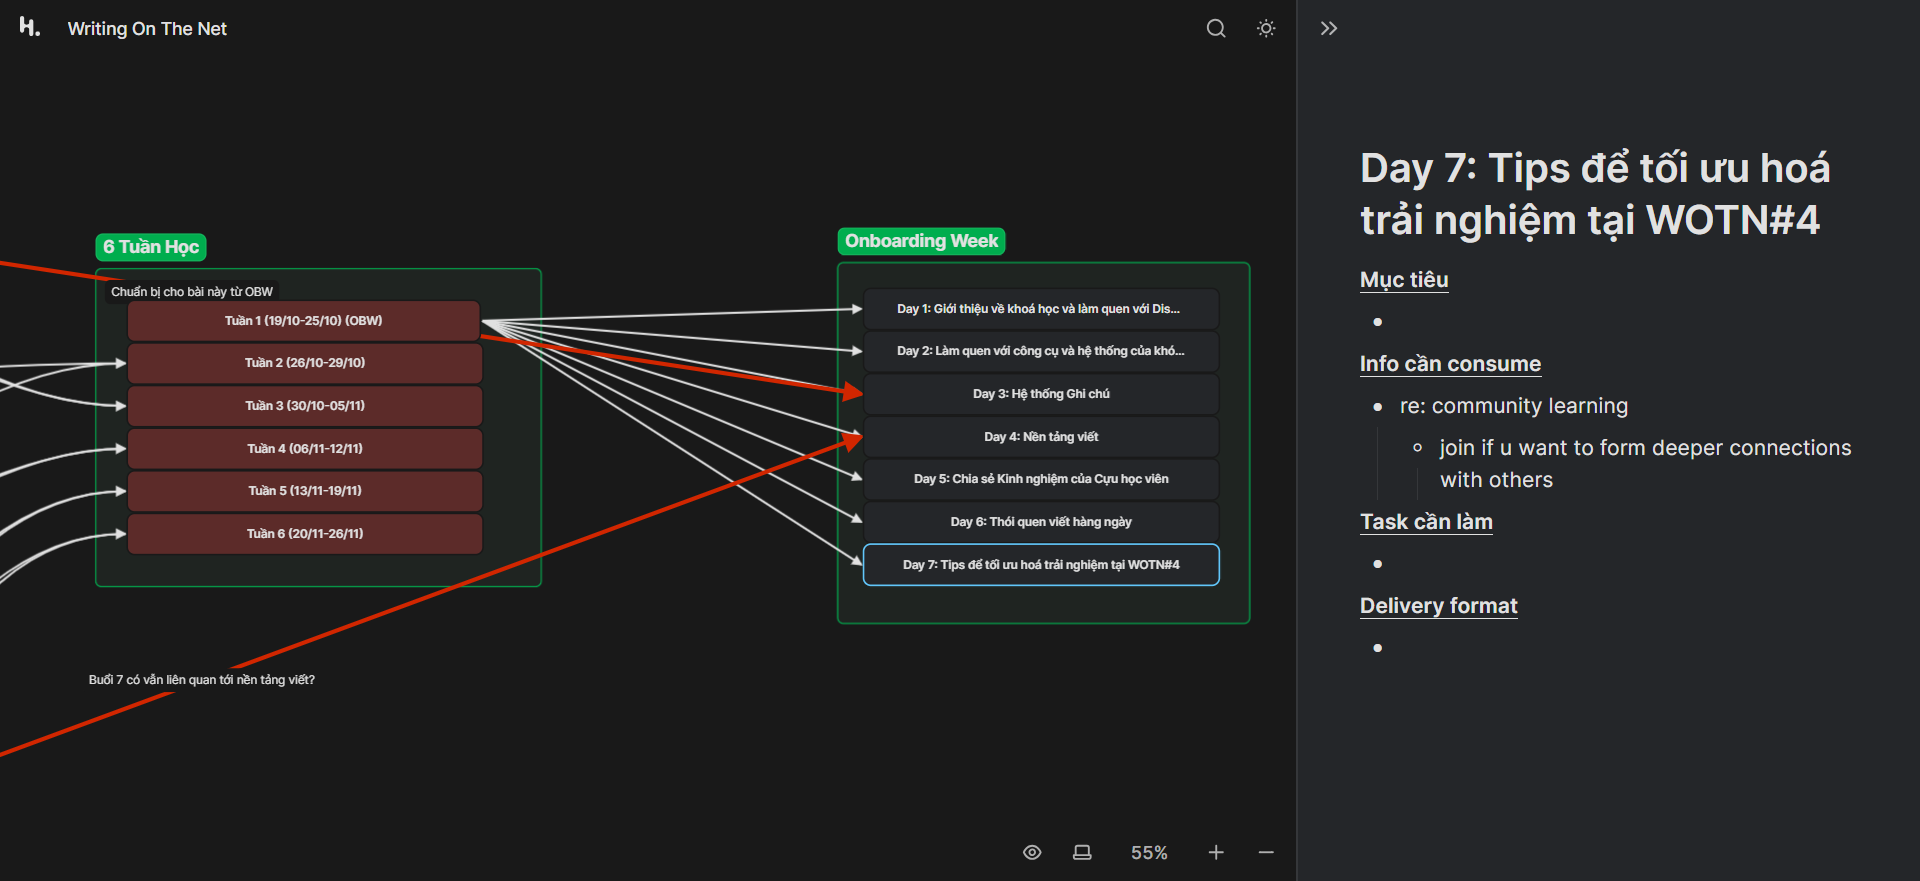 H.
Writing On The Net
6 Tuần Học
Chuẩn bị cho bài này từ OBW
Tuần 1 (19/10-25/10) (OBW)
Tuần 2 (26/10-29/10)
Tuần 3 (30/10-05/11)
Tuần 4 (06/11-12/11)
Tuần 5 (13/11-19/11)
Tuần 6 (20/11-26/11)
Buổi 7 có vẫn liên quan tới nền tảng viết?
Onboarding Week
Day 1: Giới thiệu về khoá học và làm quen với Dis...
Day 2: Làm quen với công cụ và hệ thống của khó...
Day 3: Hệ thống Ghi chú
Day 4: Nền tảng viết
Day 5: Chia sẻ Kinh nghiệm của Cựu học viên
Day 6: Thói quen viết hàng ngày
Day 7: Tips để tối ưu hoá trải nghiệm tại WOTN#4
55%
Day 7: Tips để tối ưu hoá
trải nghiệm tại WOTN#4
Mục tiêu
Info cần consume
re: community learning
join if u want to form deeper connections
with others
Task cần làm
Delivery format